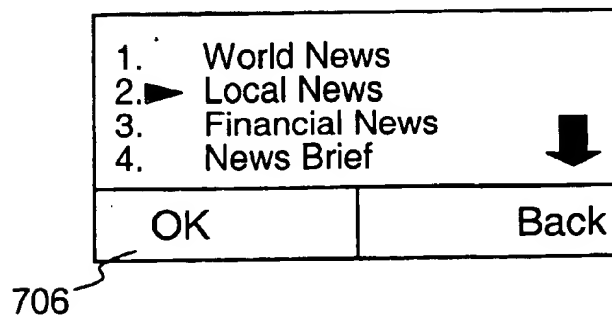 1. World News
2. Local News
3. Financial News
4. News Brief
OK Back
706